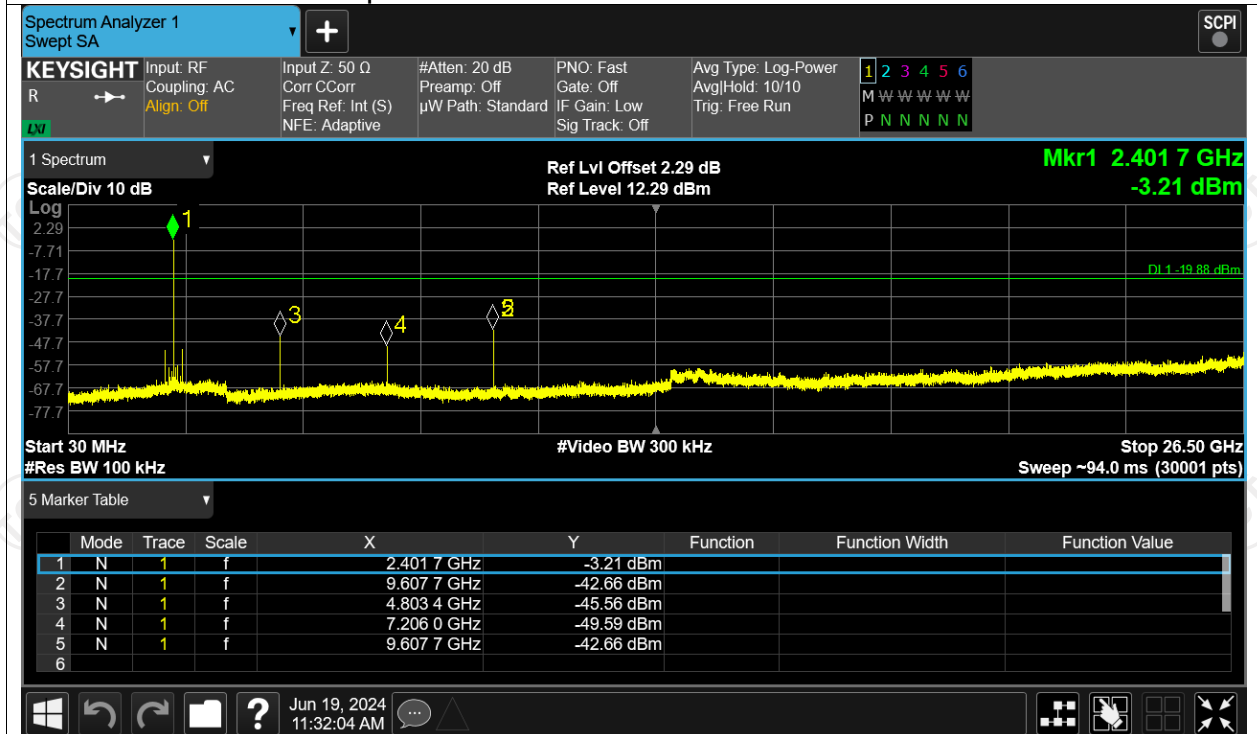 Spectrum Analyzer 1
Swept SA
+
SCPI
KEYSIGHT
R
LXI
Input: RF
Coupling: AC
Align: Off
Input Z: 50 Ω
Corr CCorr
Freq Ref: Int (S)
NFE: Adaptive
#Atten: 20 dB
Preamp: Off
µW Path: Standard
PNO: Fast
Gate: Off
IF Gain: Low
Sig Track: Off
Avg Type: Log-Power
Avg|Hold: 10/10
Trig: Free Run
1 2 3 4 5 6
M W W W W W
P N N N N N
1 Spectrum
Scale/Div 10 dB
Ref Lvl Offset 2.29 dB
Ref Level 12.29 dBm
Mkr1 2.401 7 GHz
-3.21 dBm
Log
2.29
-7.71
-17.7
-27.7
-37.7
-47.7
-57.7
-67.7
-77.7
1
3
4
DL1 -19.88 dBm
Start 30 MHz
#Video BW 300 kHz
Stop 26.50 GHz
#Res BW 100 kHz
Sweep ~94.0 ms (30001 pts)
5 Marker Table
Mode Trace Scale X Y Function Function Width Function Value
1 N 1 f 2.401 7 GHz -3.21 dBm
2 N 1 f 9.607 7 GHz -42.66 dBm
3 N 1 f 4.803 4 GHz -45.56 dBm
4 N 1 f 7.206 0 GHz -49.59 dBm
5 N 1 f 9.607 7 GHz -42.66 dBm
6
?
Jun 19, 2024
11:32:04 AM